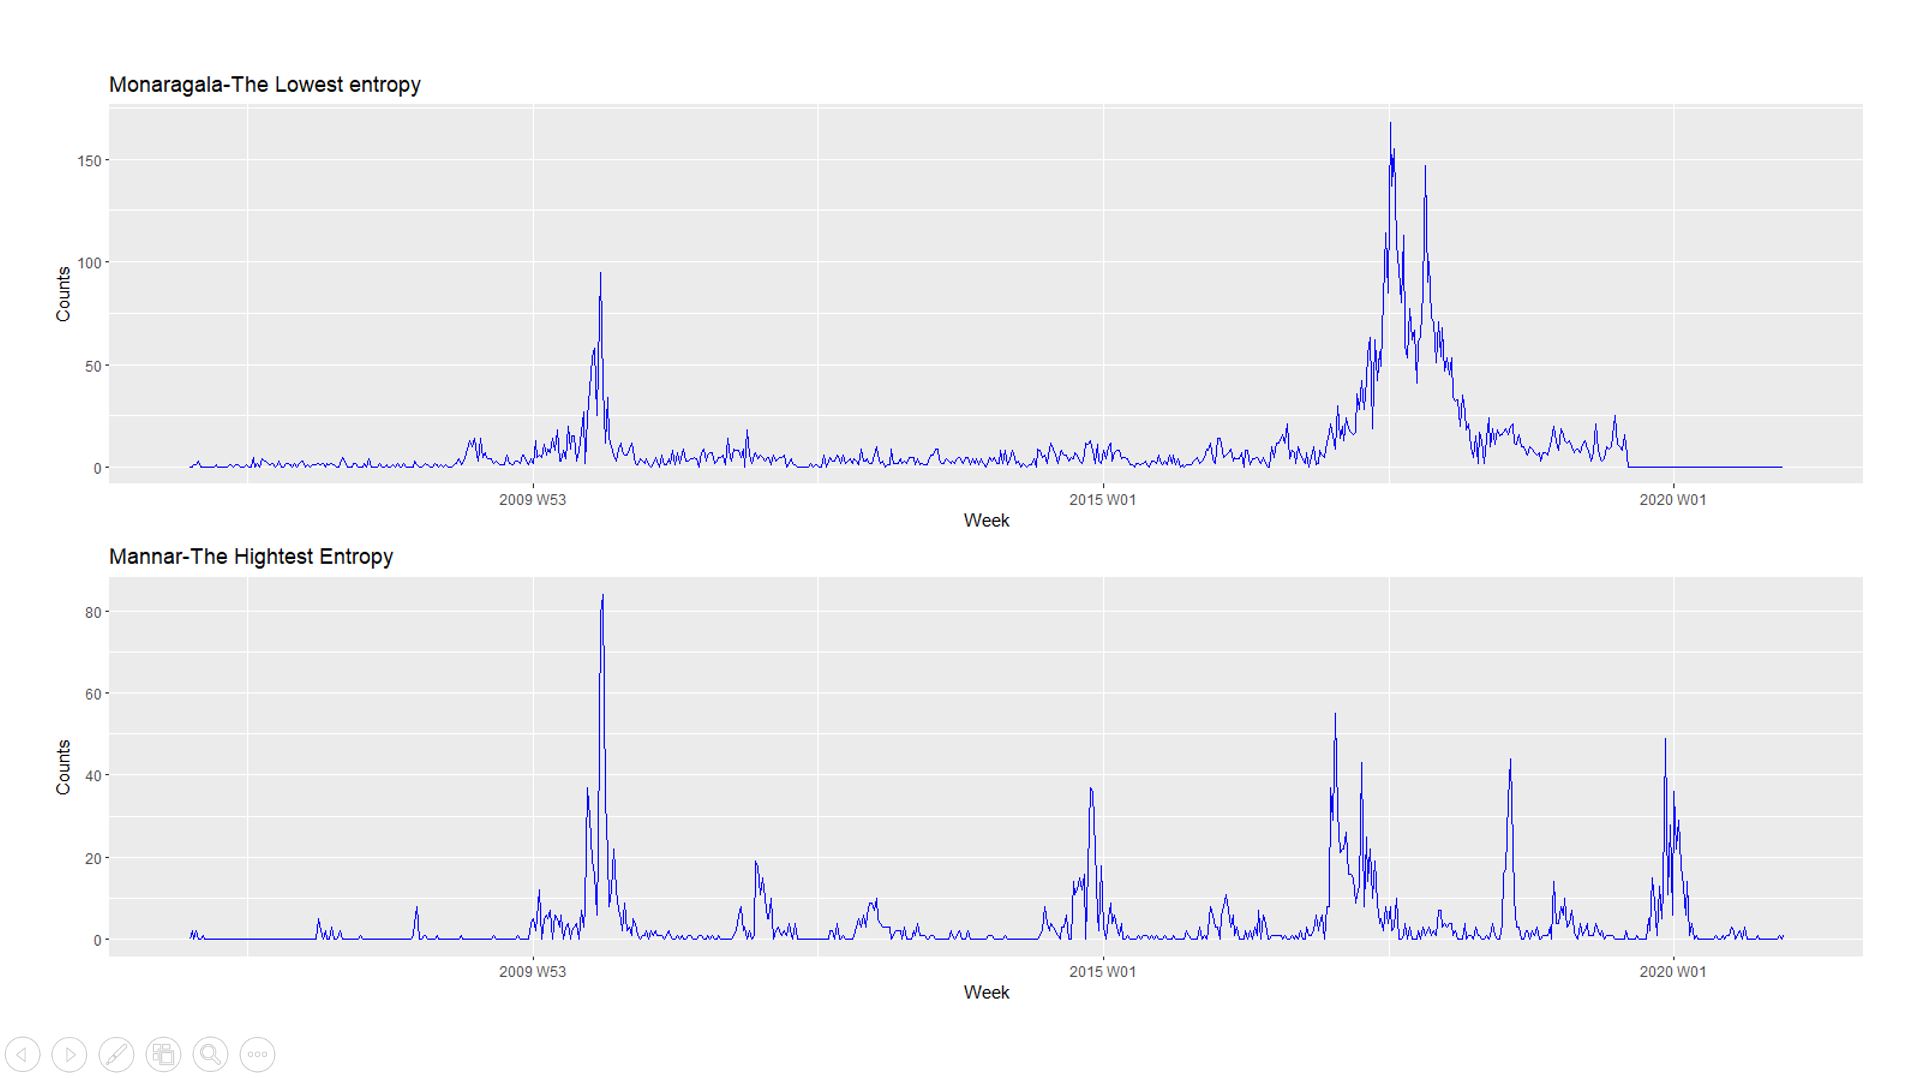 Monaragala-The Lowest entropy
150
100
50
0
Counts
2009 W53 2015 W01 2020 W01
Week
Mannar-The Hightest Entropy
80
60
40
20
0
Counts
2009 W53 2015 W01 2020 W01
Week